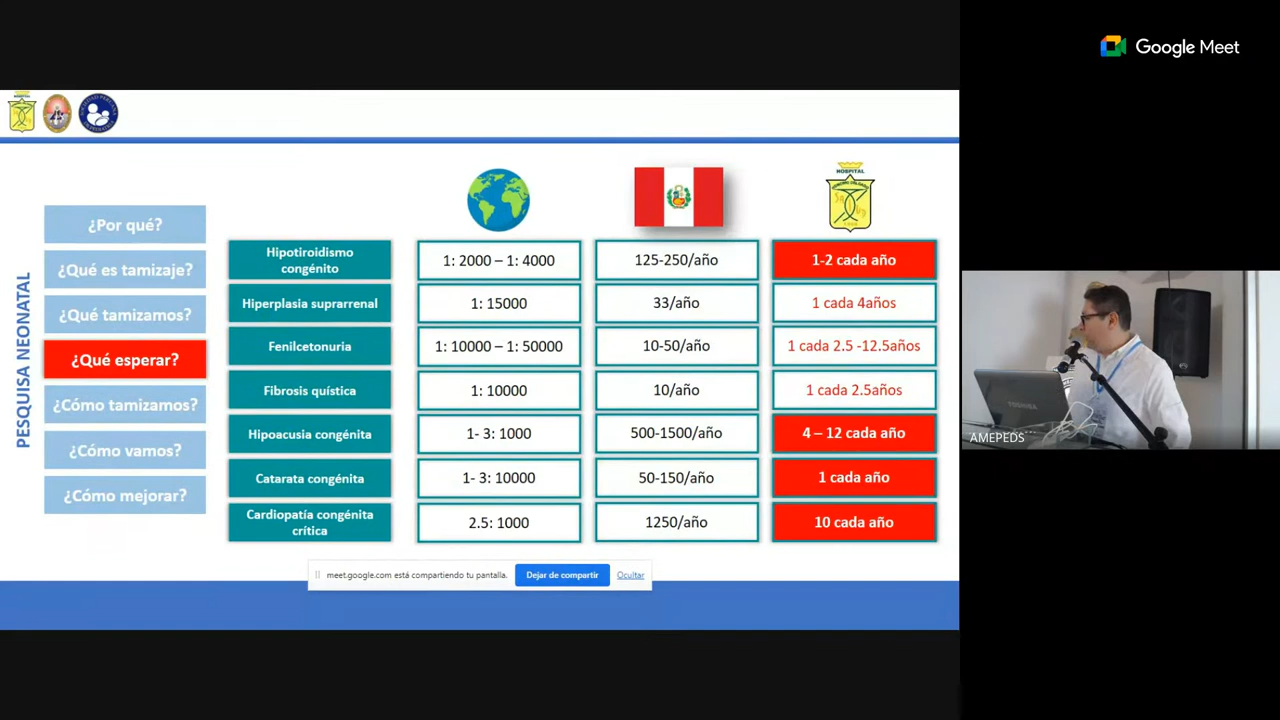 Google Meet
PESQUISA NEONATAL
¿Por qué?
¿Qué es tamizaje?
¿Qué tamizamos?
¿Qué esperar?
¿Cómo tamizamos?
¿Cómo vamos?
¿Cómo mejorar?
HOSPITAL
Hipotiroidismo
congénito
1: 2000 – 1: 4000
125-250/año
1-2 cada año
Hiperplasia suprarrenal
1: 15000
33/año
1 cada 4años
Fenilcetonuria
1: 10000 – 1: 50000
10-50/año
1 cada 2.5 -12.5años
Fibrosis quística
1: 10000
10/año
1 cada 2.5años
Hipoacusia congénita
1- 3: 1000
500-1500/año
4 – 12 cada año
Catarata congénita
1- 3: 10000
50-150/año
1 cada año
Cardiopatía congénita
crítica
2.5: 1000
1250/año
10 cada año
meet.google.com está compartiendo tu pantalla.
Dejar de compartir
Ocultar
TOSHIBA
AMEPEDS